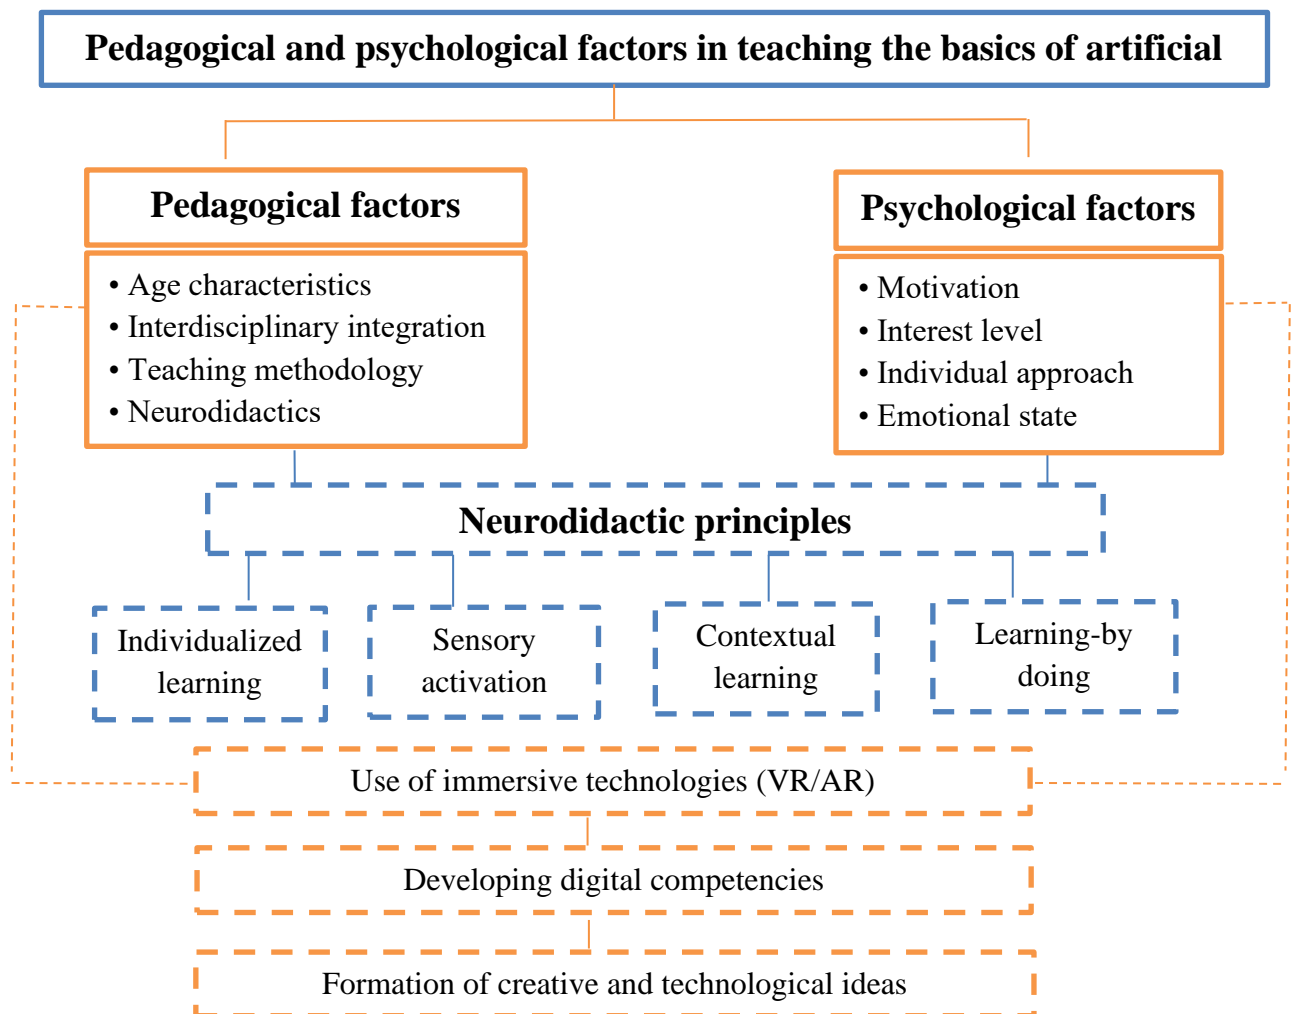 Pedagogical and psychological factors in teaching the basics of artificial
Pedagogical factors
• Age characteristics
• Interdisciplinary integration
• Teaching methodology
• Neurodidactics
Psychological factors
• Motivation
• Interest level
• Individual approach
• Emotional state
Neurodidactic principles
Individualized
learning
Sensory
activation
Contextual
learning
Learning-by
doing
Use of immersive technologies (VR/AR)
Developing digital competencies
Formation of creative and technological ideas